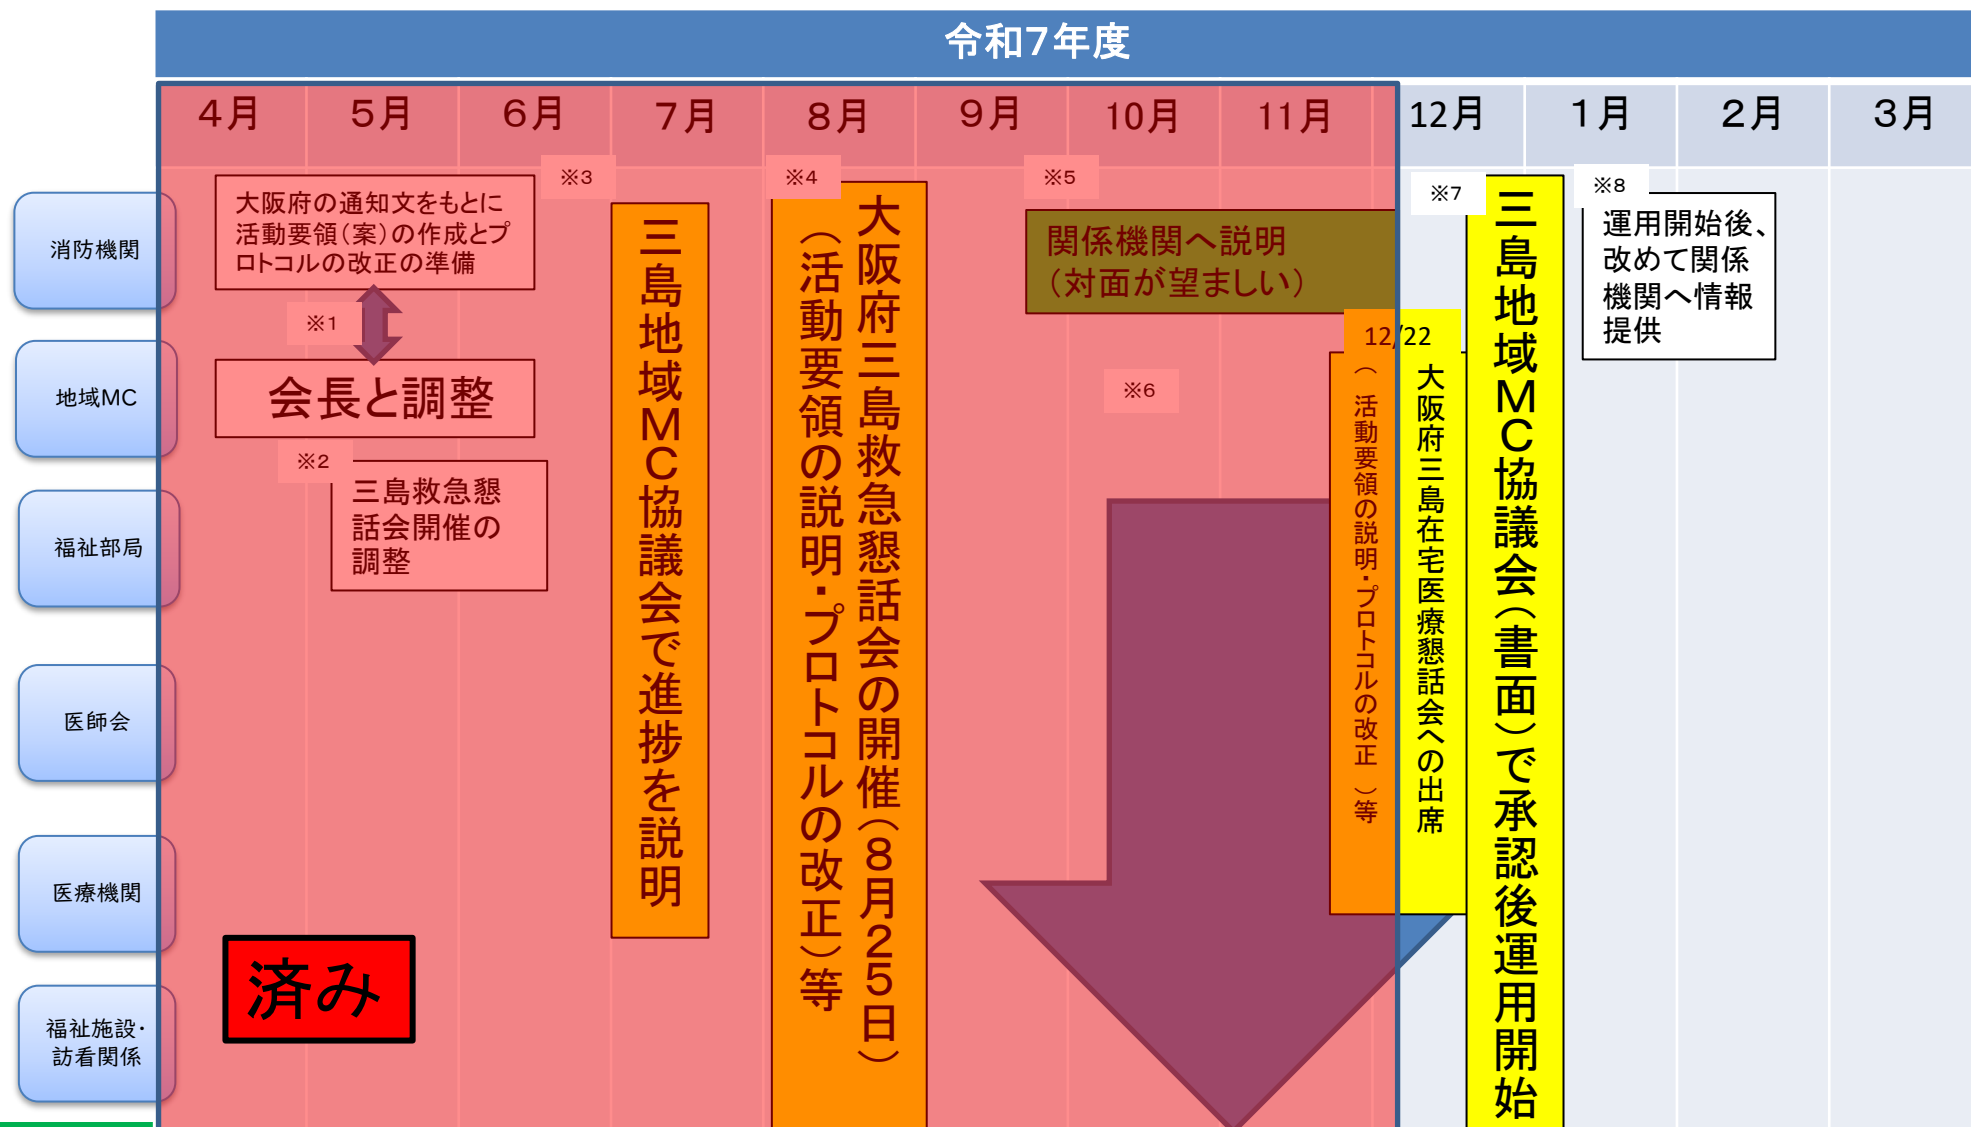 令和7年度
4月
5月
6月
7月
8月
9月
10月
11月
12月
1月
2月
3月
消防機関
地域MC
福祉部局
医師会
医療機関
福祉施設・
訪看関係
大阪府の通知文をもとに
活動要領(案)の作成とプ
ロトコルの改正の準備
※1
会長と調整
※2
三島救急懇
話会開催の
調整
済み
※3
三島地域MC協議会で進捗を説明
※4
大阪府三島救急懇話会の開催(8月25日)
(活動要領の説明・プロトコルの改正)等
※5
関係機関へ説明
(対面が望ましい)
※6
12/22
大阪府三島在宅医療懇話会への出席
(活動要領の説明・プロトコルの改正 )等
※7
三島地域MC協議会(書面)で承認後運用開始
※8
運用開始後、
改めて関係
機関へ情報
提供